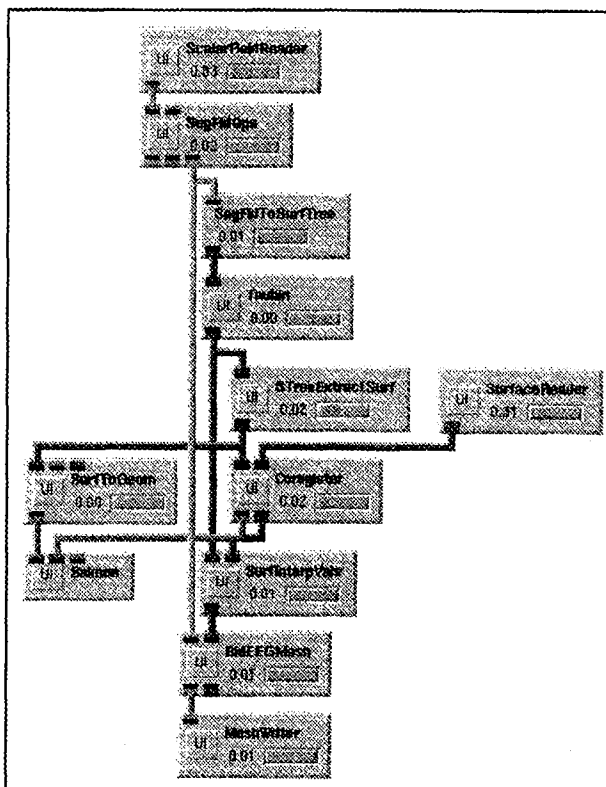 ScalarFieldReader
UI
0.03
SegFldOps
UI
0.03
SegFldToSurfTree
0.01
Taubin
UI
0.00
STreeExtractSurf
UI
0.02
SurfaceReader
UI
0.31
SurfToGeom
UI
0.00
Coregister
UI
0.02
Salmon
UI
SurfInterpVals
UI
0.01
BldEEGMesh
UI
0.01
MeshWriter
UI
0.01